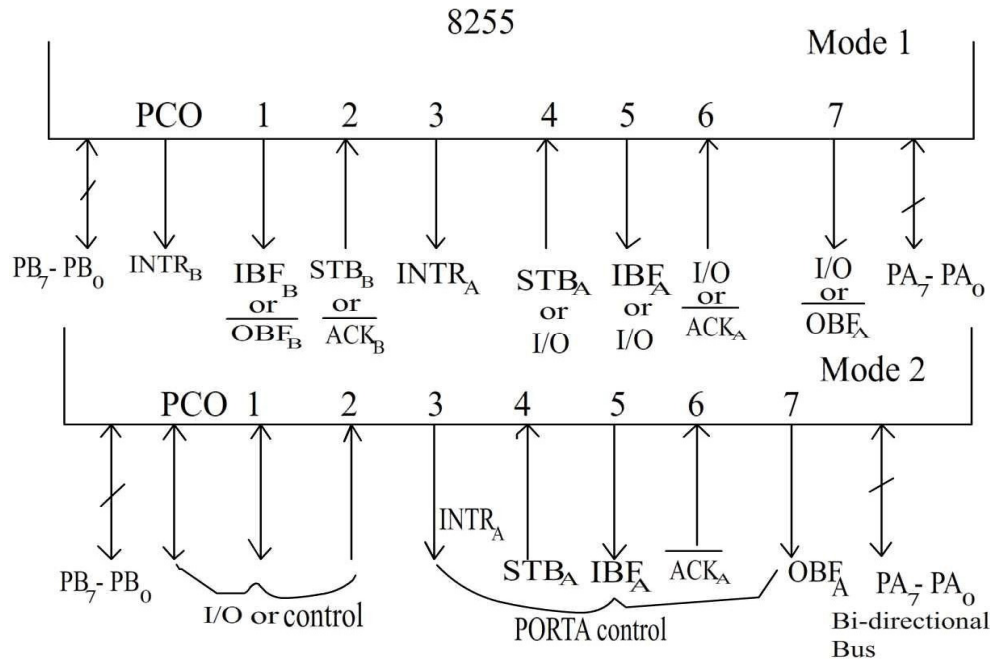 8255
Mode 1
PCO 1 2 3 4 5 6 7
PB7- PB0 INTRB IBFB STBB INTRA STBA IBFA I/O I/O PA7- PA0
or or or or or or
OBFB ACKB I/O I/O ACKA OBFA
Mode 2
PCO 1 2 3 4 5 6 7
INTRA
PB7- PB0 STBA IBFA ACKA OBFA PA7- PA0
I/O or control PORTA control Bi-directional
Bus